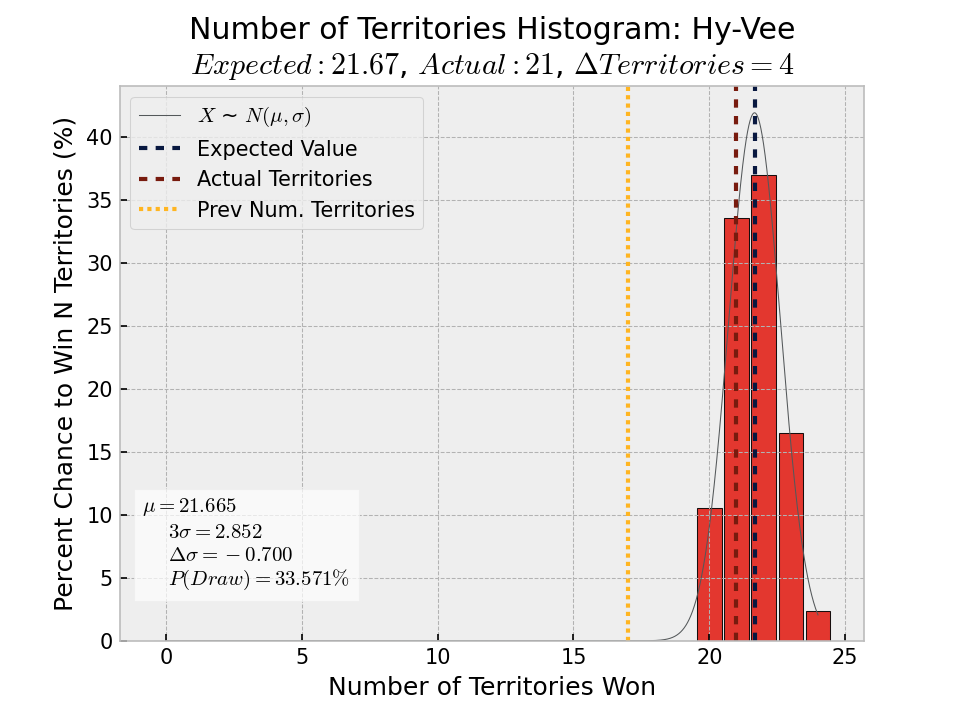 Number of Territories Histogram: Hy-Vee
Expected : 21.67, Actual : 21, ΔTerritories = 4
X ~ N(μ, σ)
Expected Value
Actual Territories
Prev Num. Territories
Percent Chance to Win N Territories (%)
40
35
30
25
20
15
10
5
0
μ = 21.665
3σ = 2.852
Δσ = −0.700
P(Draw) = 33.571%
0 5 10 15 20 25
Number of Territories Won